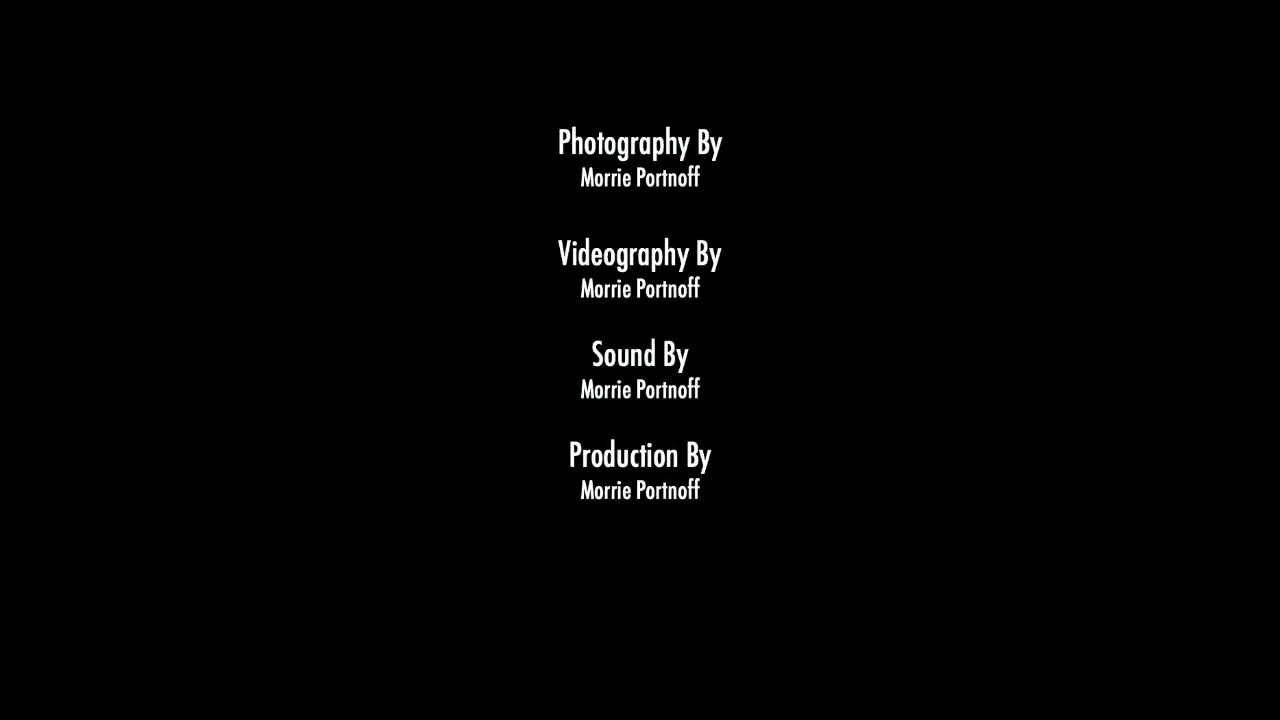 Photography By
Morrie Portnoff
Videography By
Morrie Portnoff
Sound By
Morrie Portnoff
Production By
Morrie Portnoff